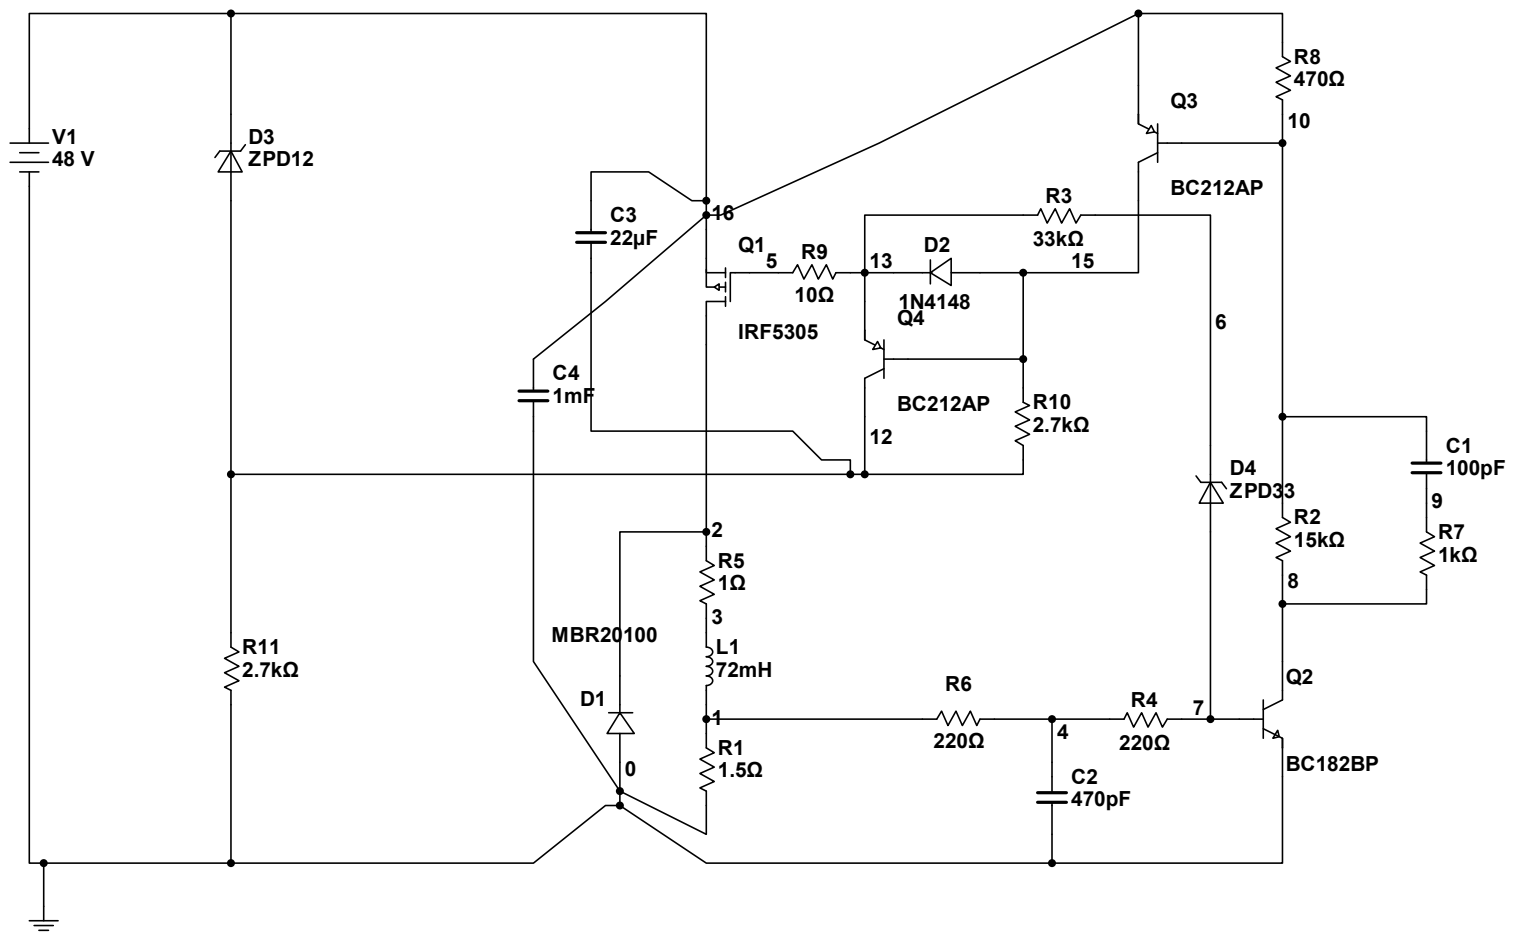 R8
470Ω
Q3
10
V1
48 V
D3
ZPD12
BC212AP
R3
33kΩ
C3
22µF
16
Q1
5
R9
10Ω
13
D2
15
1N4148
Q4
IRF5305
6
C4
1mF
BC212AP
R10
2.7kΩ
12
C1
100pF
D4
ZPD33
9
R2
15kΩ
R7
1kΩ
2
R5
1Ω
8
3
MBR20100
R11
2.7kΩ
L1
72mH
Q2
D1
R6
220Ω
R4
220Ω
7
1
4
R1
1.5Ω
0
BC182BP
C2
470pF